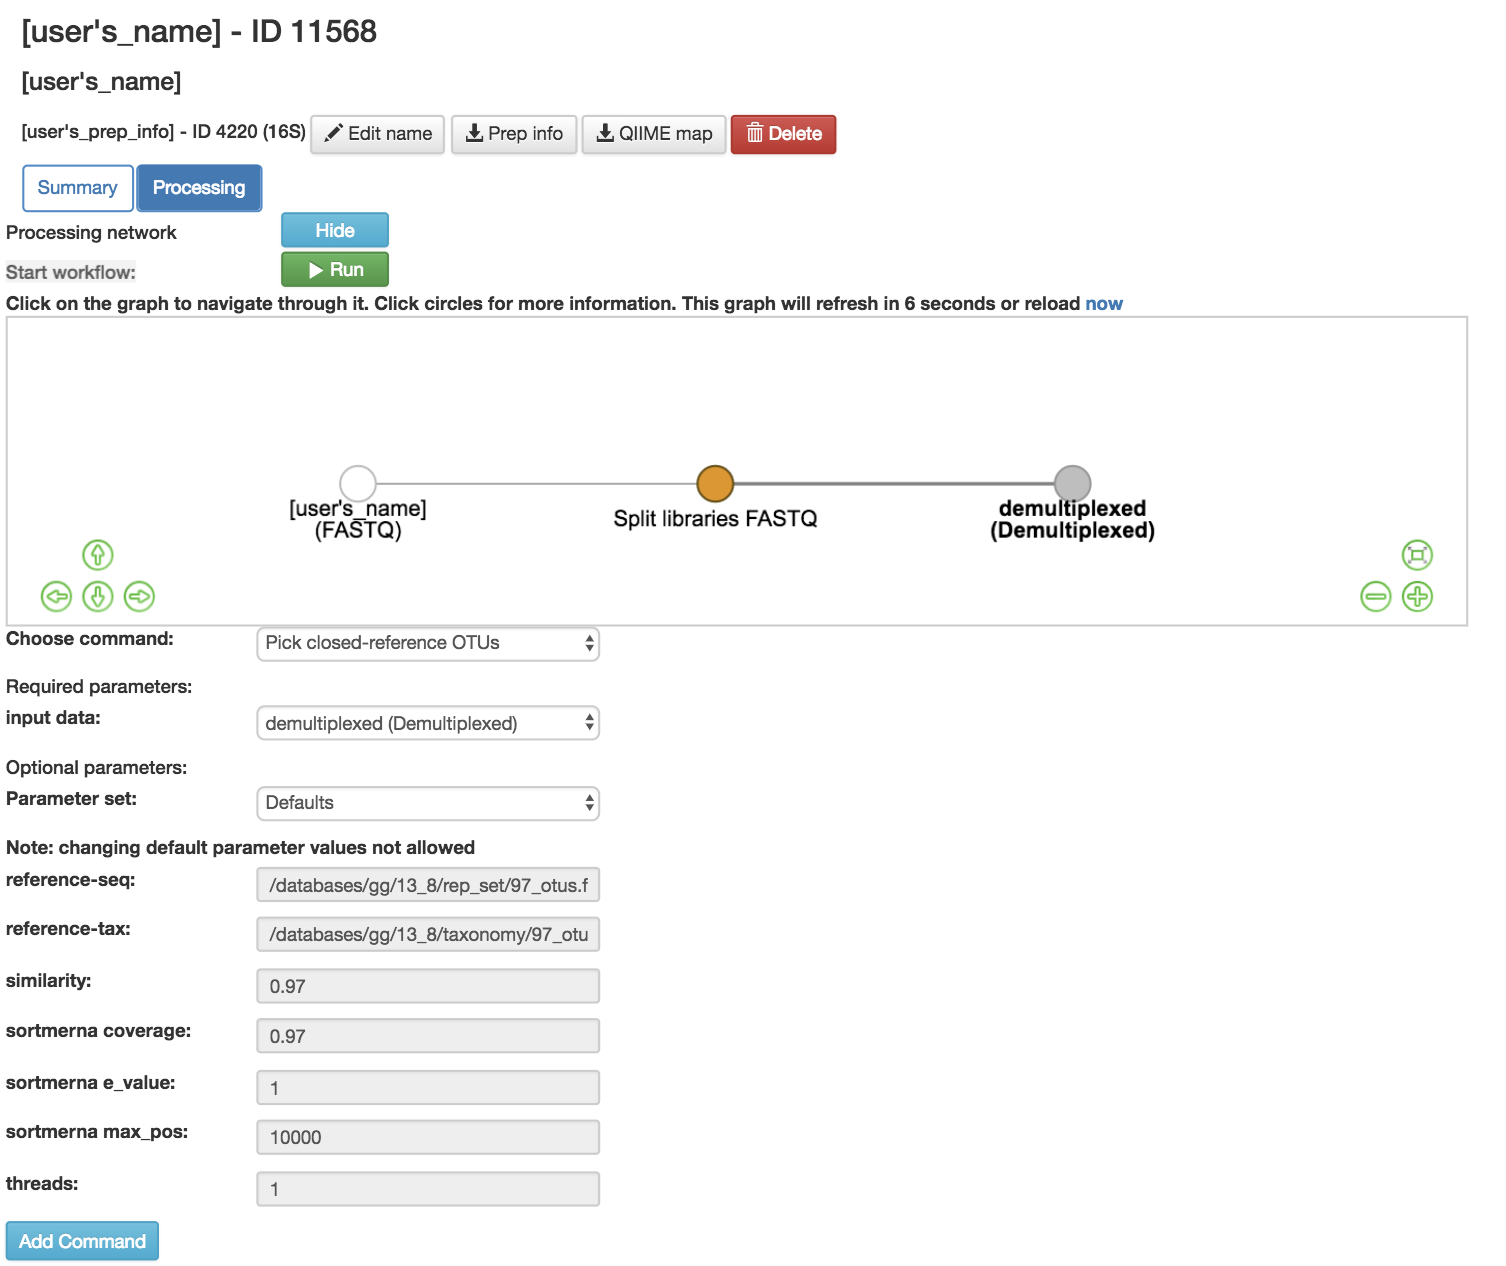 [user's_name] - ID 11568
[user's_name]
[user's_prep_info] - ID 4220 (16S) Edit name Prep info QIIME map Delete
Summary Processing
Processing network Hide
Start workflow: Run
Click on the graph to navigate through it. Click circles for more information. This graph will refresh in 6 seconds or reload now
[user's_name]
(FASTQ)
Split libraries FASTQ
demultiplexed
(Demultiplexed)
Choose command: Pick closed-reference OTUs
Required parameters:
input data: demultiplexed (Demultiplexed)
Optional parameters:
Parameter set: Defaults
Note: changing default parameter values not allowed
reference-seq: /databases/gg/13_8/rep_set/97_otus.f
reference-tax: /databases/gg/13_8/taxonomy/97_otu
similarity: 0.97
sortmerna coverage: 0.97
sortmerna e_value: 1
sortmerna max_pos: 10000
threads: 1
Add Command